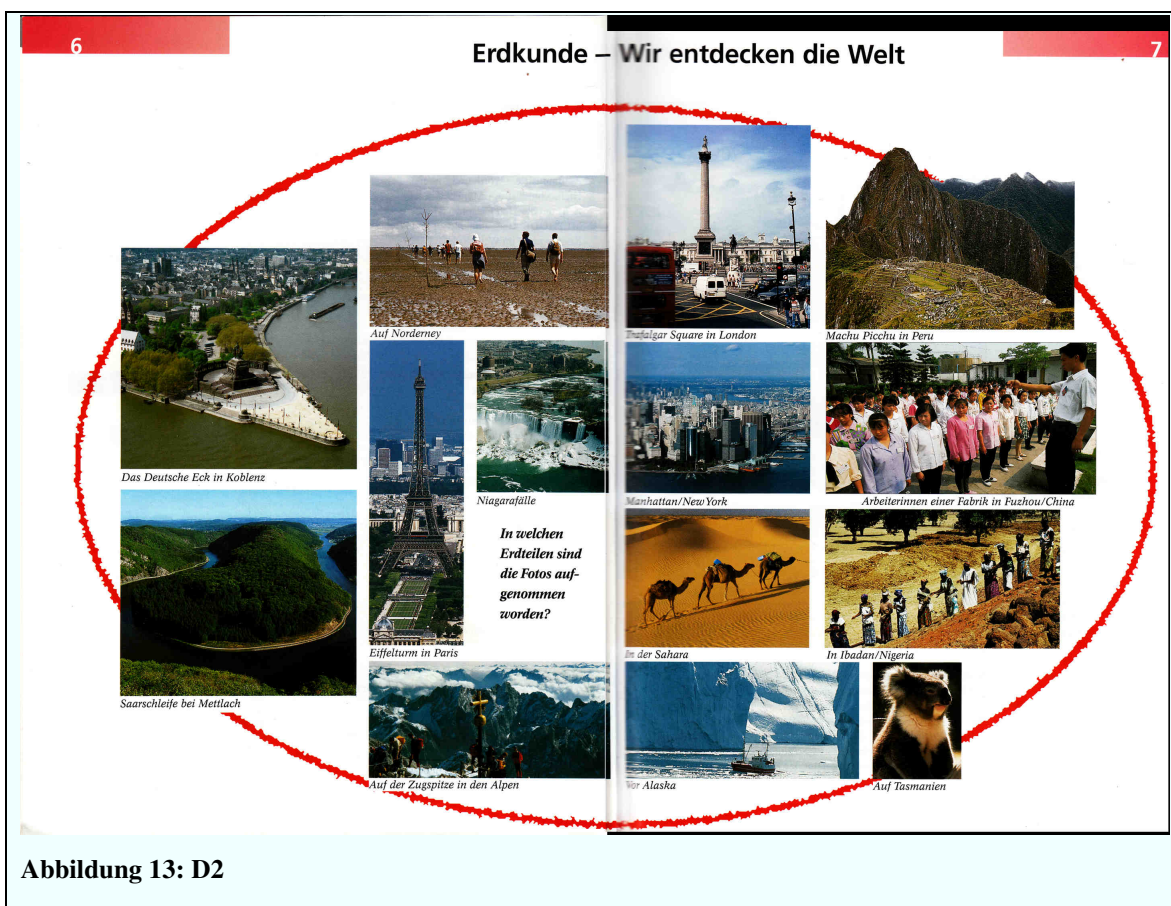 6
Erdkunde – Wir entdecken die Welt
7
Auf Norderney
Trafalgar Square in London
Machu Picchu in Peru
Das Deutsche Eck in Koblenz
Niagarafälle
Manhattan/New York
Arbeiterinnen einer Fabrik in Fuzhou/China
In welchen
Erdteilen sind
die Fotos auf-
genommen
worden?
Eiffelturm in Paris
In der Sahara
In Ibadan/Nigeria
Saarschleife bei Mettlach
Auf der Zugspitze in den Alpen
Vor Alaska
Auf Tasmanien
Abbildung 13: D2